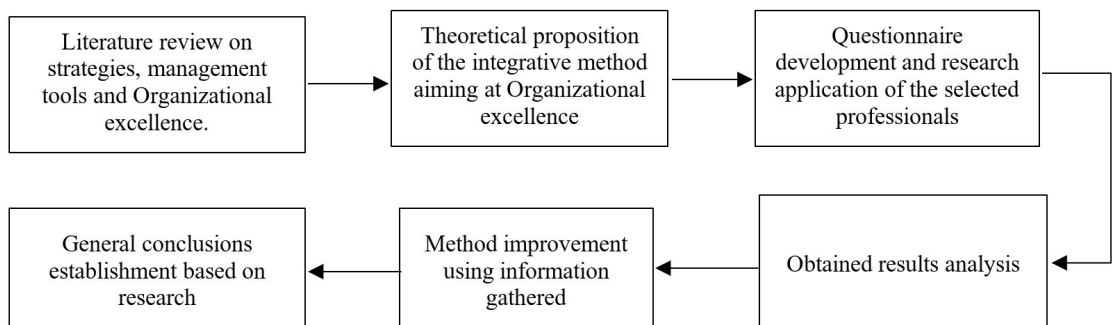 Literature review on
strategies, management
tools and Organizational
excellence.
Theoretical proposition
of the integrative method
aiming at Organizational
excellence
Questionnaire
development and research
application of the selected
professionals
Obtained results analysis
Method improvement
using information
gathered
General conclusions
establishment based on
research